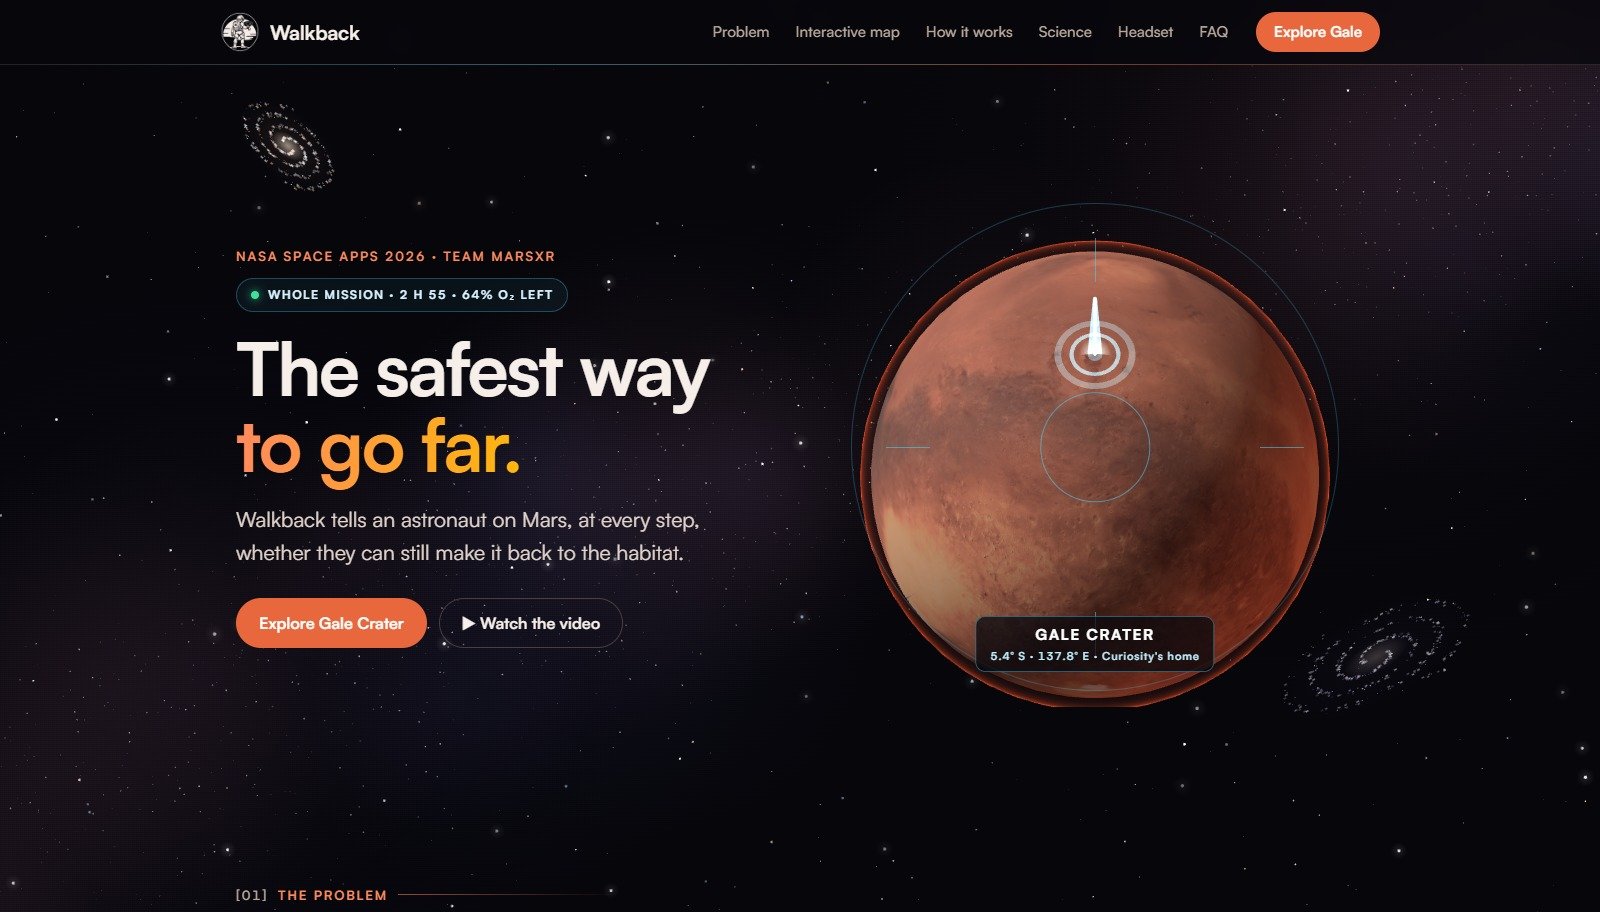 Walkback
Problem
Interactive map
How it works
Science
Headset
FAQ
Explore Gale
NASA SPACE APPS 2026 • TEAM MARSXR
WHOLE MISSION • 2 H 55 • 64% O₂ LEFT
The safest way
to go far.
Walkback tells an astronaut on Mars, at every step,
whether they can still make it back to the habitat.
Explore Gale Crater
▶ Watch the video
GALE CRATER
5.4° S • 137.8° E • Curiosity's home
[01] THE PROBLEM